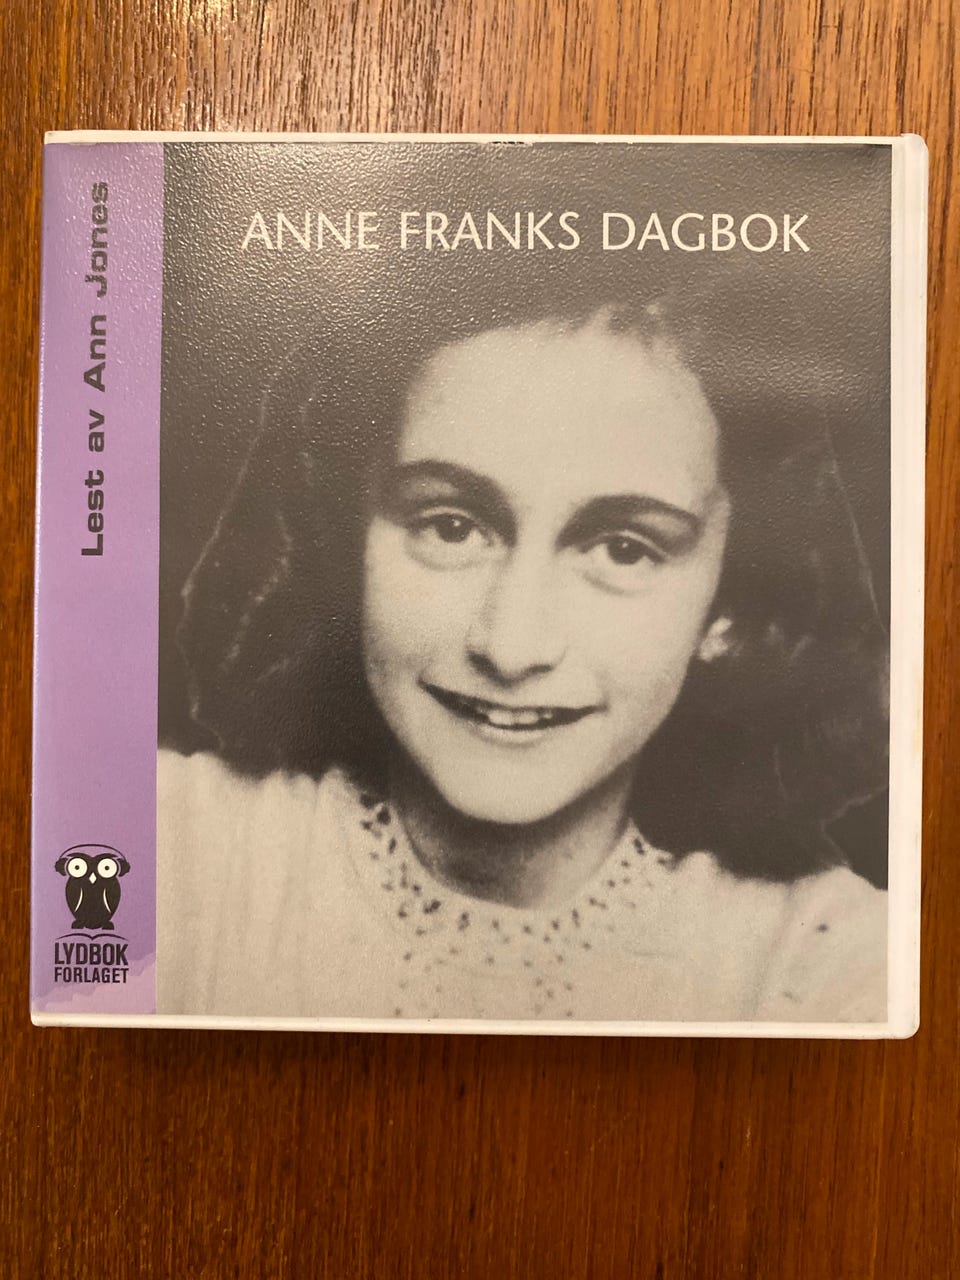 ANNE FRANKS DAGBOK
Lest av Ann Jones
LYDBOK
FORLAGET